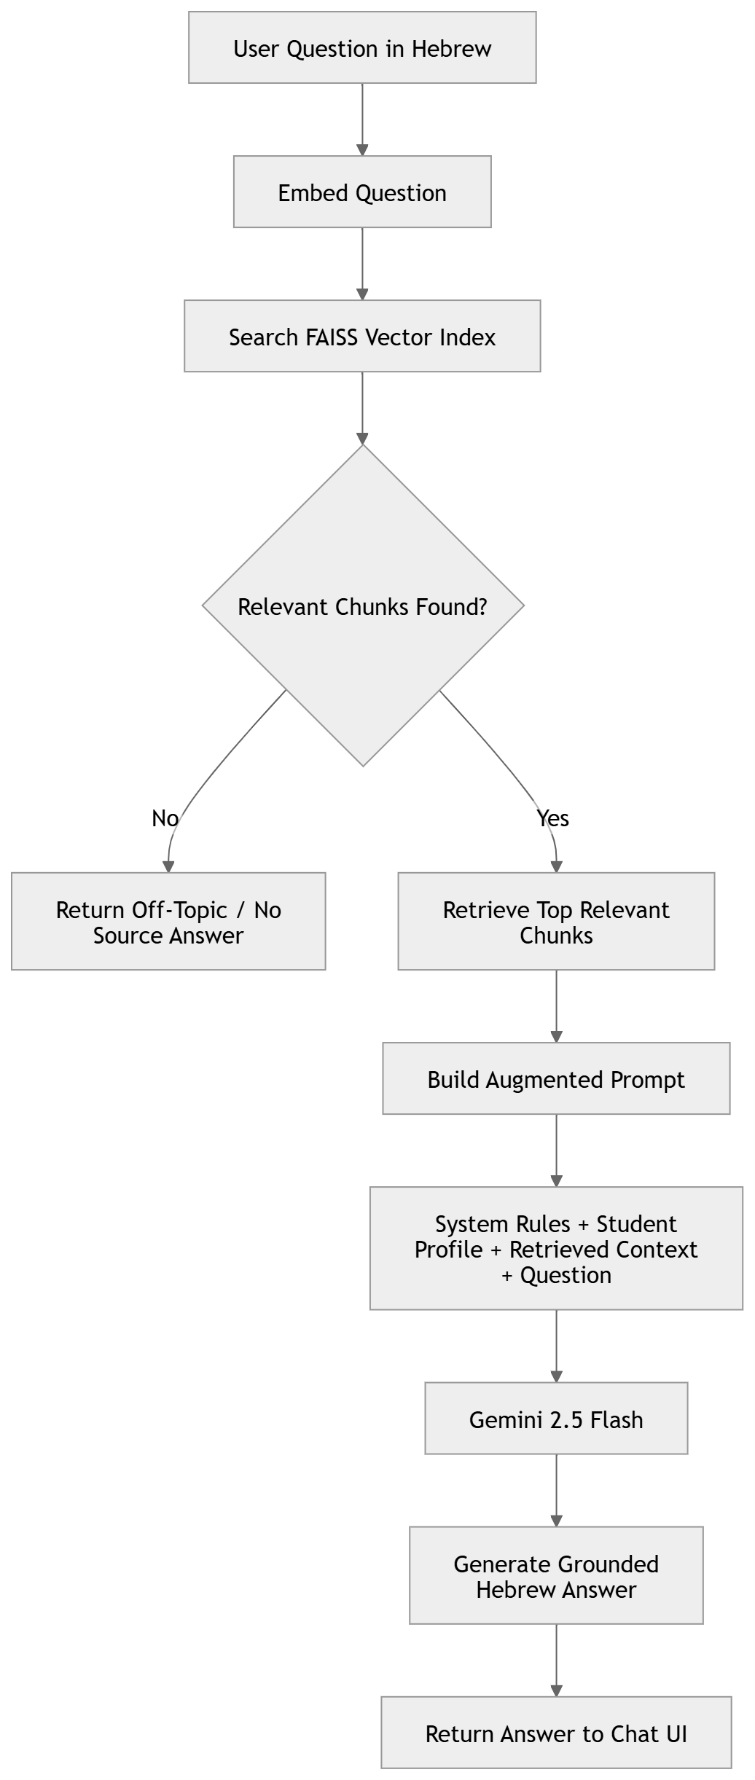 User Question in Hebrew
Embed Question
Search FAISS Vector Index
Relevant Chunks Found?
No
Yes
Return Off-Topic / No
Source Answer
Retrieve Top Relevant
Chunks
Build Augmented Prompt
System Rules + Student
Profile + Retrieved Context
+ Question
Gemini 2.5 Flash
Generate Grounded
Hebrew Answer
Return Answer to Chat UI